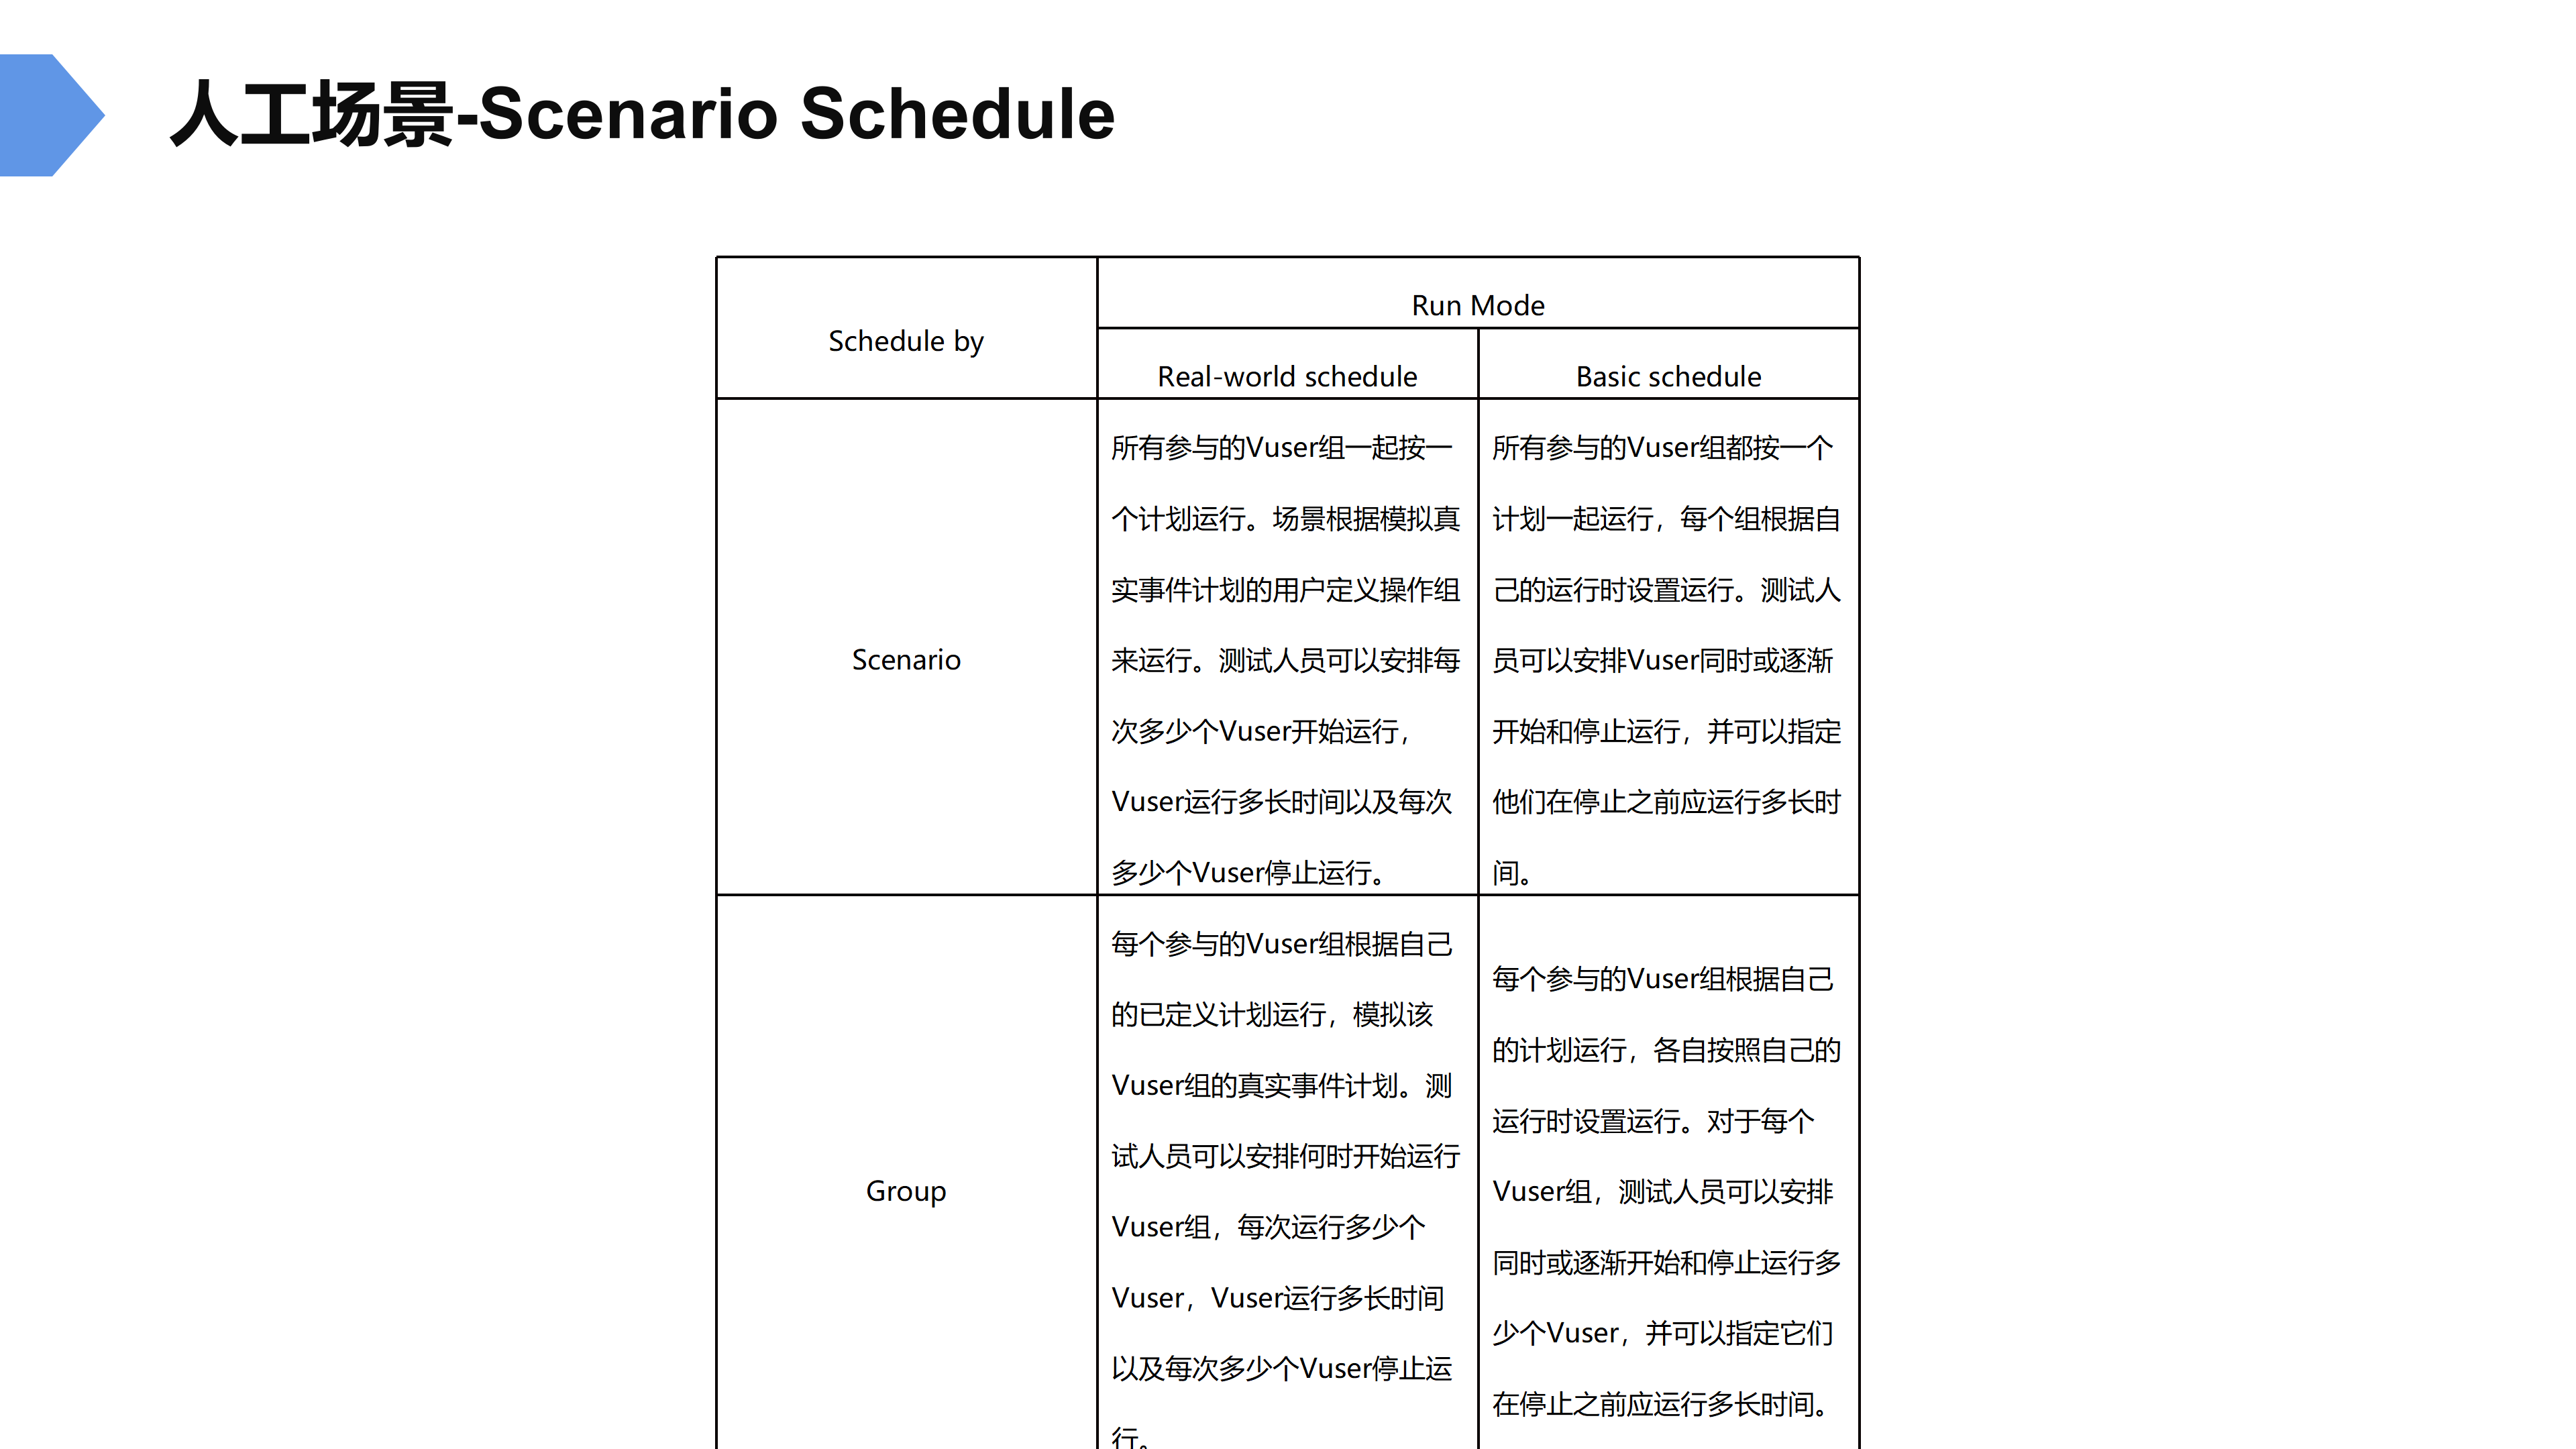 人工场景-Scenario Schedule
Schedule by
Run Mode
Real-world schedule
Basic schedule
Scenario
所有参与的Vuser组一起按一
个计划运行。场景根据模拟真
实事件计划的用户定义操作组
来运行。测试人员可以安排每
次多少个Vuser开始运行，
Vuser运行多长时间以及每次
多少个Vuser停止运行。
所有参与的Vuser组都按一个
计划一起运行，每个组根据自
己的运行时设置运行。测试人
员可以安排Vuser同时或逐渐
开始和停止运行，并可以指定
他们在停止之前应运行多长时
间。
Group
每个参与的Vuser组根据自己
的已定义计划运行，模拟该
Vuser组的真实事件计划。测
试人员可以安排何时开始运行
Vuser组，每次运行多少个
Vuser，Vuser运行多长时间
以及每次多少个Vuser停止运
行。
每个参与的Vuser组根据自己
的计划运行，各自按照自己的
运行时设置运行。对于每个
Vuser组，测试人员可以安排
同时或逐渐开始和停止运行多
少个Vuser，并可以指定它们
在停止之前应运行多长时间。